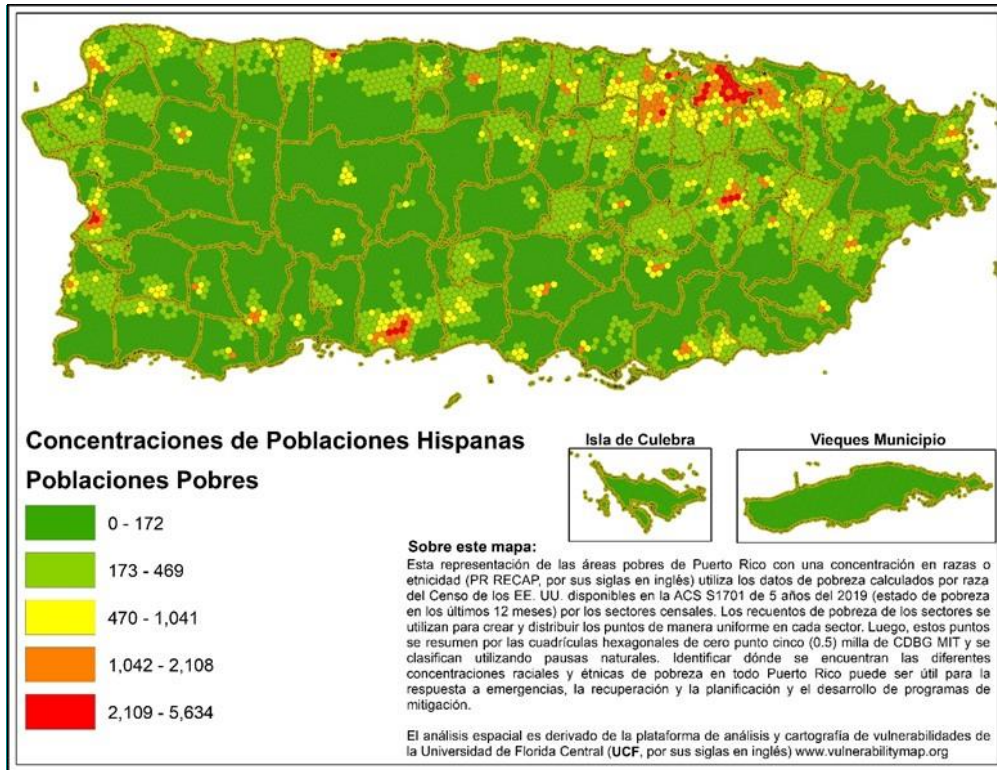 Concentraciones de Poblaciones Hispanas
Poblaciones Pobres
0 - 172
173 - 469
470 - 1,041
1,042 - 2,108
2,109 - 5,634
Isla de Culebra
Vieques Municipio
Sobre este mapa:
Esta representación de las áreas pobres de Puerto Rico con una concentración en razas o
etnicidad (PR RECAP, por sus siglas en inglés) utiliza los datos de pobreza calculados por raza
del Censo de los EE. UU. disponibles en la ACS S1701 de 5 años del 2019 (estado de pobreza
en los últimos 12 meses) por los sectores censales. Los recuentos de pobreza de los sectores se
utilizan para crear y distribuir los puntos de manera uniforme en cada sector. Luego, estos puntos
se resumen por las cuadrículas hexagonales de cero punto cinco (0.5) milla de CDBG MIT y se
clasifican utilizando pausas naturales. Identificar dónde se encuentran las diferentes
concentraciones raciales y étnicas de pobreza en todo Puerto Rico puede ser útil para la
respuesta a emergencias, la recuperación y la planificación y el desarrollo de programas de
mitigación.
El análisis espacial es derivado de la plataforma de análisis y cartografía de vulnerabilidades de
la Universidad de Florida Central (UCF, por sus siglas en inglés) www.vulnerabilitymap.org